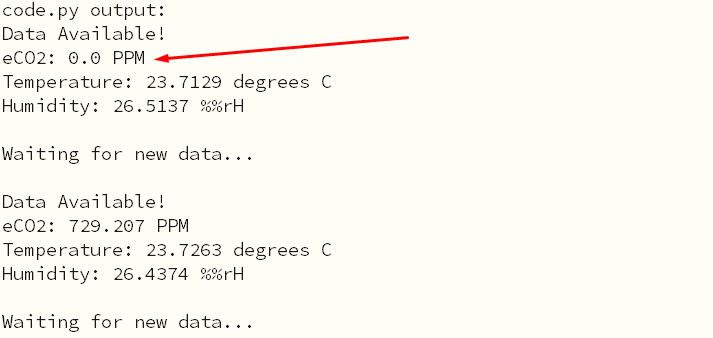 code.py output:
Data Available!
eCO2: 0.0 PPM
Temperature: 23.7129 degrees C
Humidity: 26.5137 %%rH
Waiting for new data...
Data Available!
eCO2: 729.207 PPM
Temperature: 23.7263 degrees C
Humidity: 26.4374 %%rH
Waiting for new data...